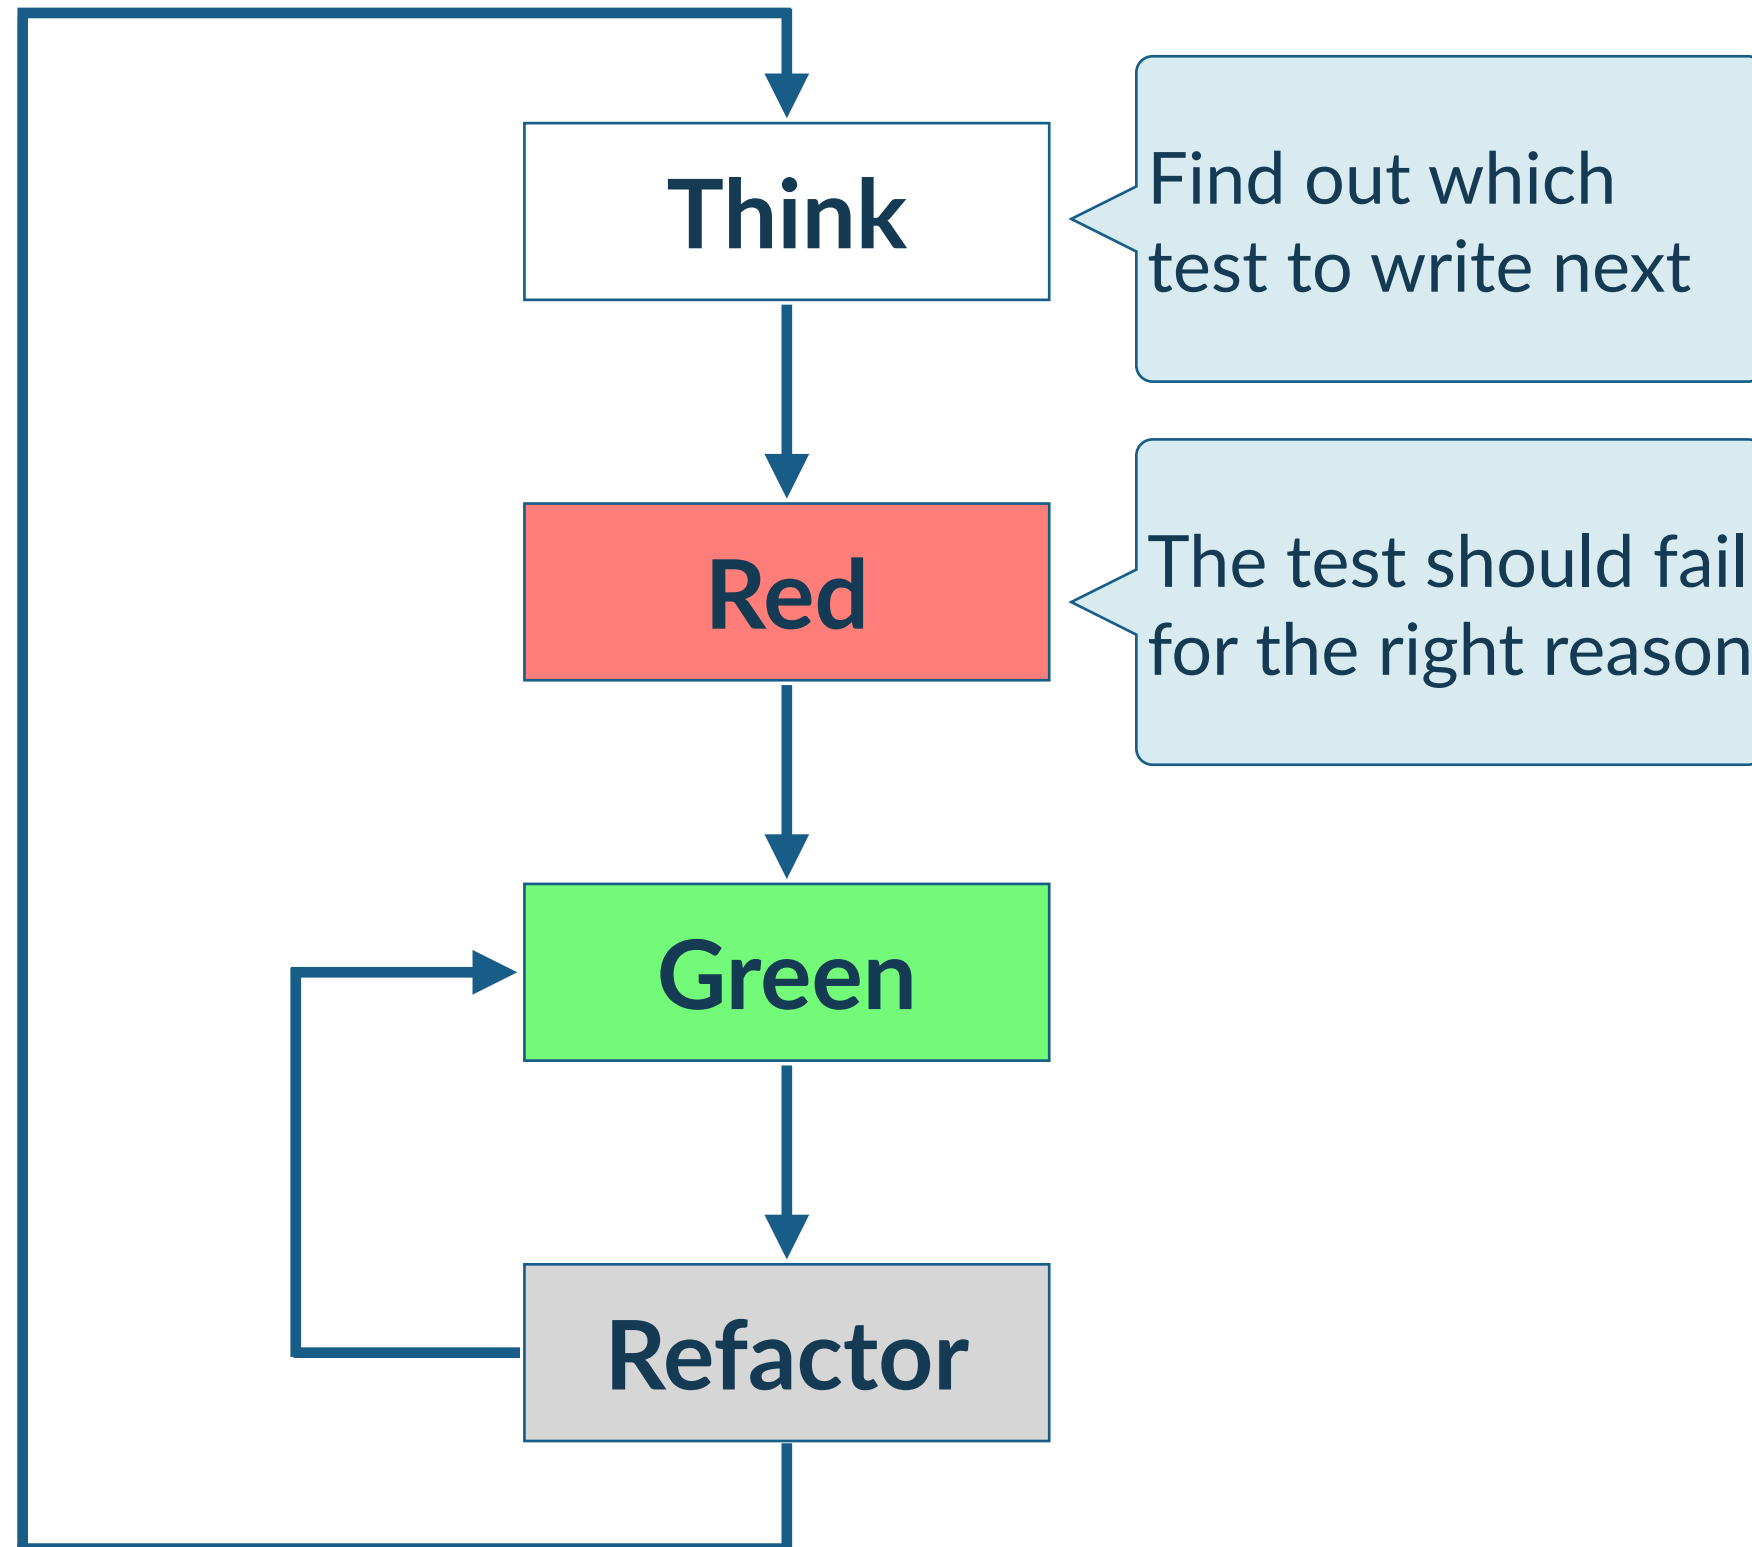 Think
Find out which
test to write next
Red
The test should fail
for the right reason
Green
Refactor